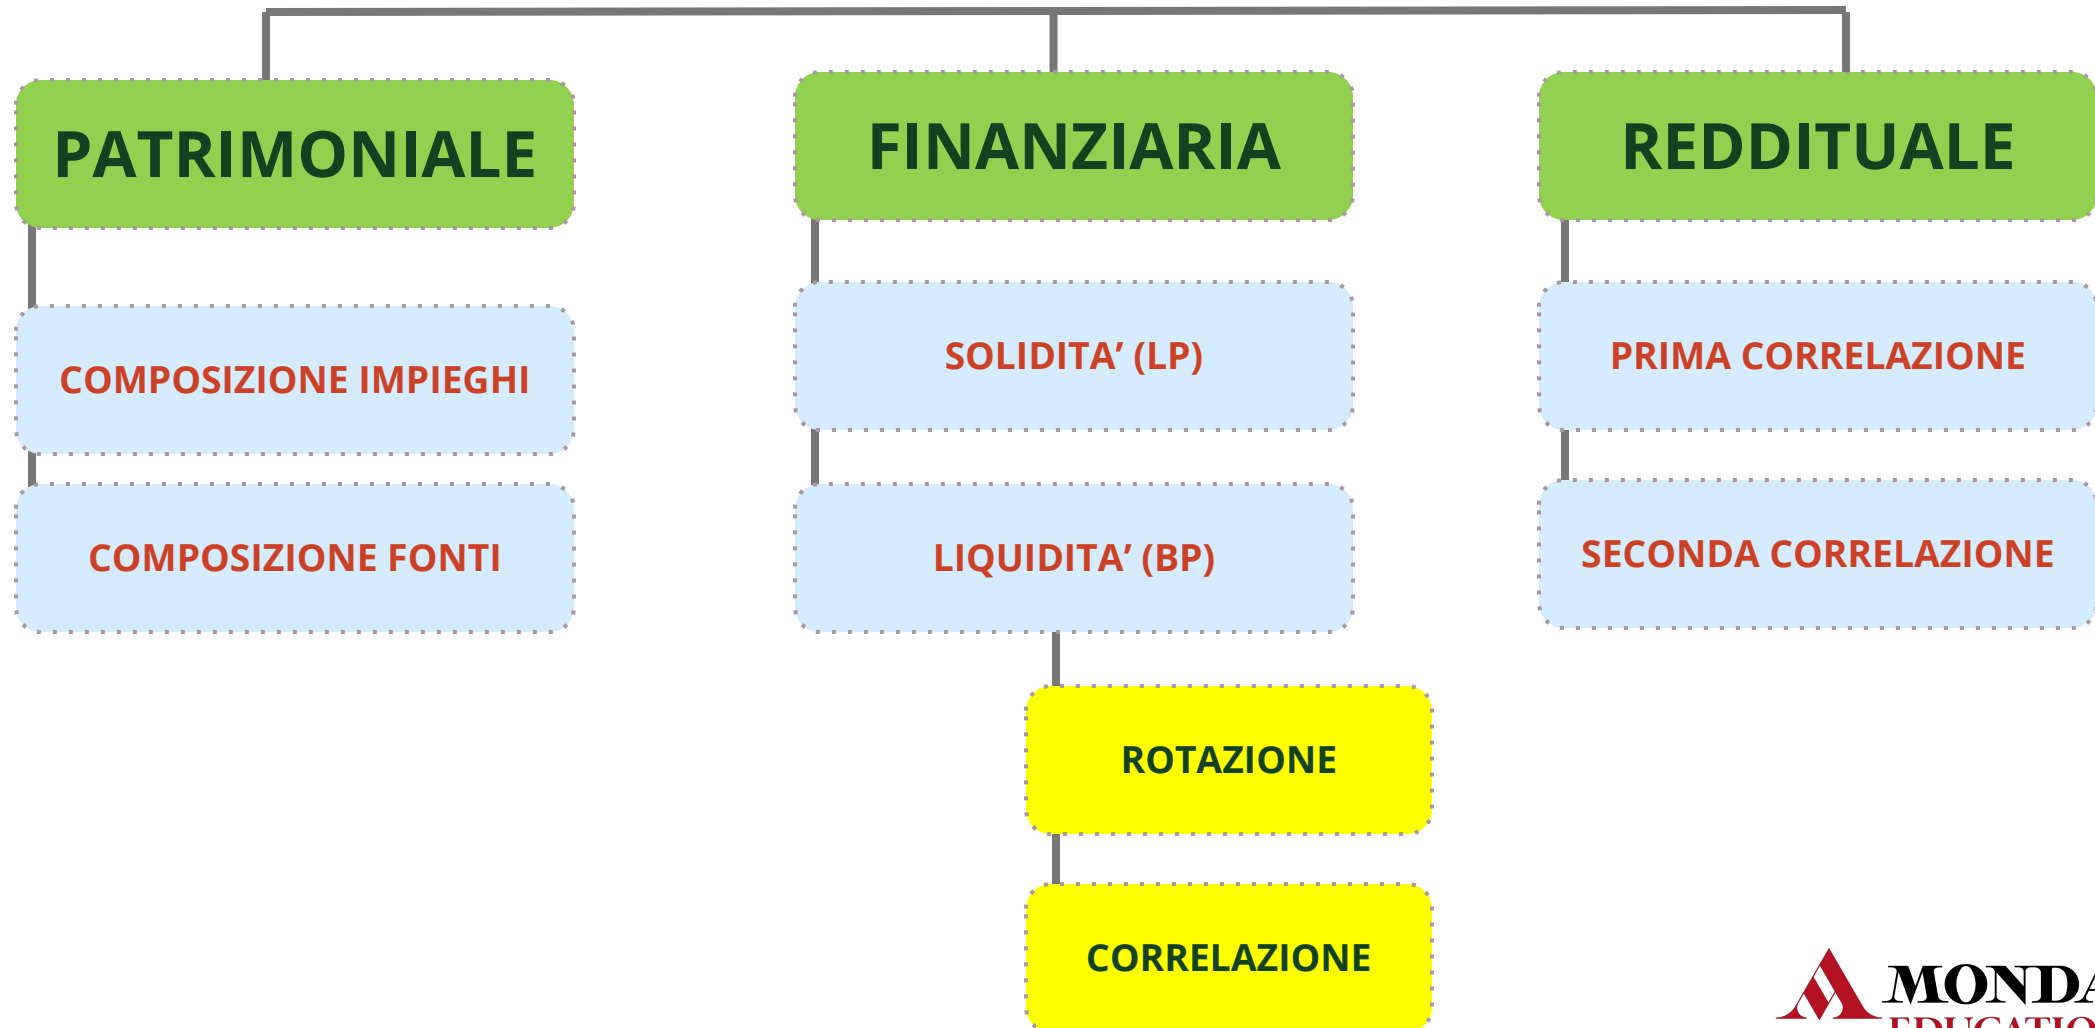 PATRIMONIALE
COMPOSIZIONE IMPIEGHI
COMPOSIZIONE FONTI
FINANZIARIA
SOLIDITA’ (LP)
LIQUIDITA’ (BP)
ROTAZIONE
CORRELAZIONE
REDDITUALE
PRIMA CORRELAZIONE
SECONDA CORRELAZIONE